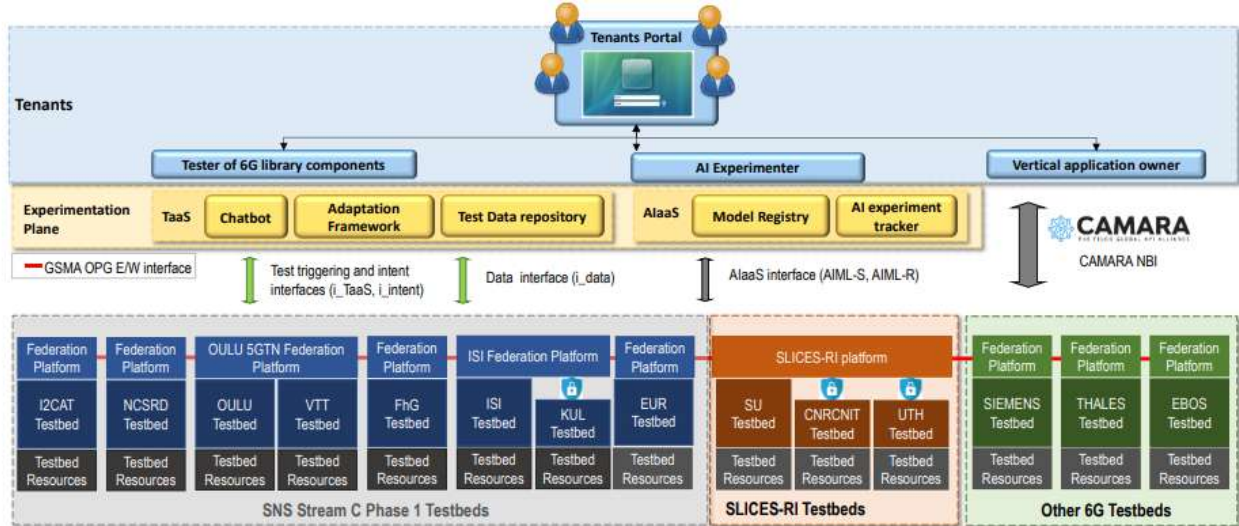 Tenants Portal
Tenants
Tester of 6G library components
AI Experimenter
Vertical application owner
Experimentation
Plane
TaaS
Chatbot
Adaptation
Framework
Test Data repository
AIaaS
Model Registry
AI experiment
tracker
CAMARA
THE TELCO GLOBAL API ALLIANCE
CAMARA NBI
GSMA OPG E/W interface
Test triggering and intent
interfaces (i_TaaS, i_intent)
Data interface (i_data)
AIaaS interface (AIML-S, AIML-R)
Federation
Platform
Federation
Platform
OULU 5GTN Federation
Platform
Federation
Platform
ISI Federation Platform
Federation
Platform
SLICES-RI platform
Federation
Platform
Federation
Platform
Federation
Platform
I2CAT
Testbed
NCSRD
Testbed
OULU
Testbed
VTT
Testbed
FhG
Testbed
ISI
Testbed
KUL
Testbed
EUR
Testbed
SU
Testbed
CNRCNIT
Testbed
UTH
Testbed
SIEMENS
Testbed
THALES
Testbed
EBOS
Testbed
Testbed
Resources
Testbed
Resources
Testbed
Resources
Testbed
Resources
Testbed
Resources
Testbed
Resources
Testbed
Resources
Testbed
Resources
Testbed
Resources
Testbed
Resources
Testbed
Resources
Testbed
Resources
Testbed
Resources
Testbed
Resources
SNS Stream C Phase 1 Testbeds
SLICES-RI Testbeds
Other 6G Testbeds